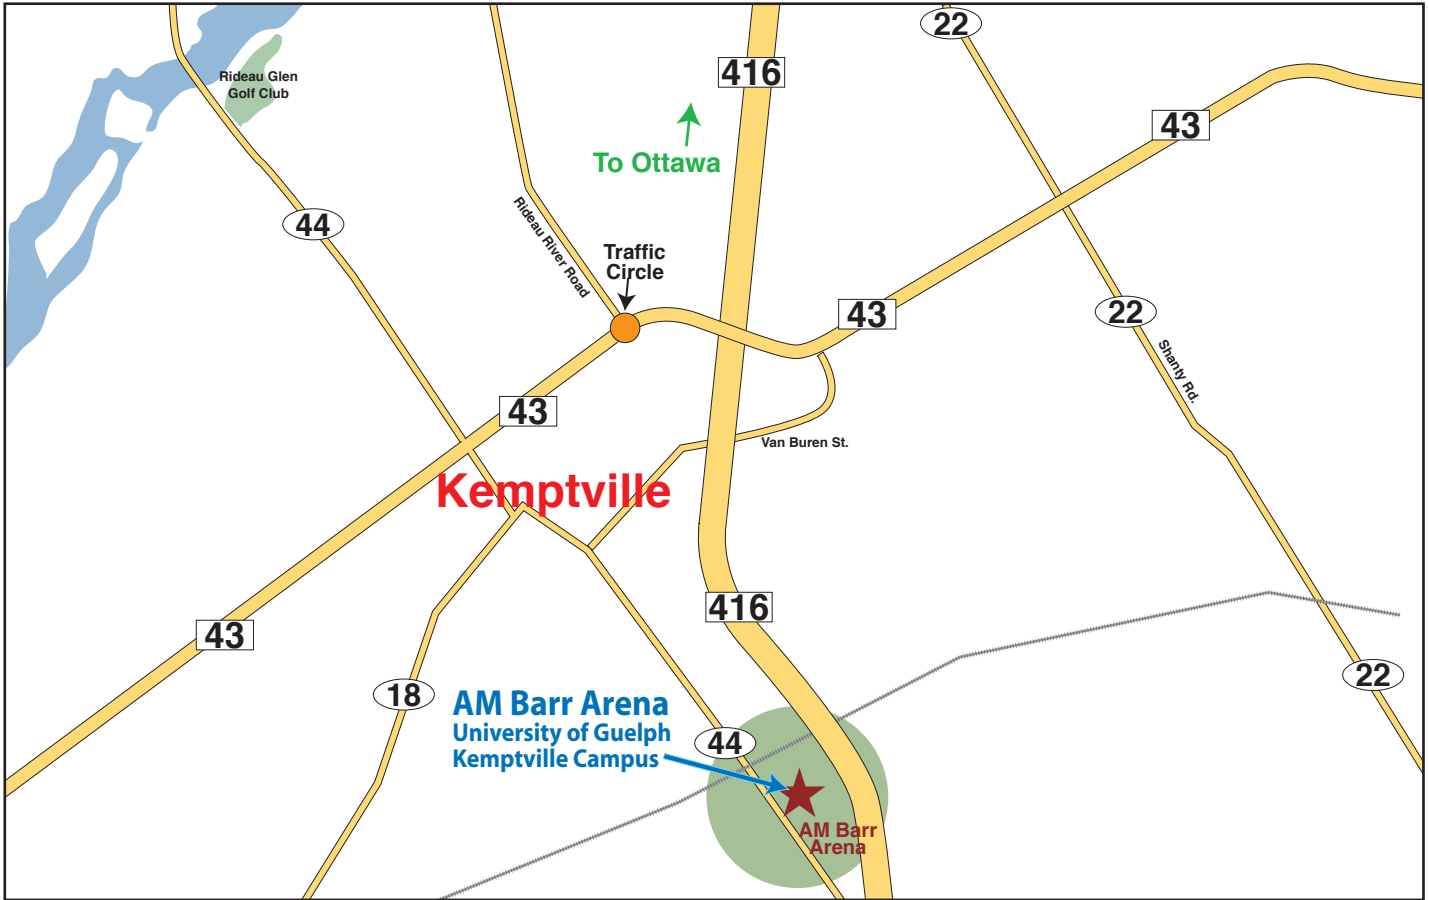 22
416
Rideau Glen
Golf Club
43
To Ottawa
44
Rideau River Road
Traffic
Circle
43
22
Shanty Rd.
43
Van Buren St.
Kemptville
416
43
22
18
AM Barr Arena
University of Guelph
Kemptville Campus
44
AM Barr
Arena